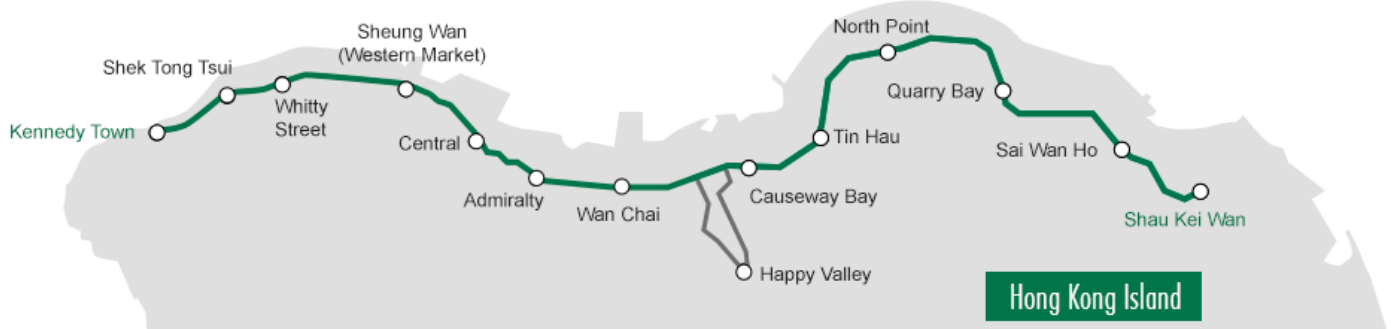 Kennedy Town
Shek Tong Tsui
Whitty
Street
Sheung Wan
(Western Market)
Central
Admiralty
Wan Chai
Causeway Bay
Happy Valley
Tin Hau
North Point
Quarry Bay
Sai Wan Ho
Shau Kei Wan
Hong Kong Island